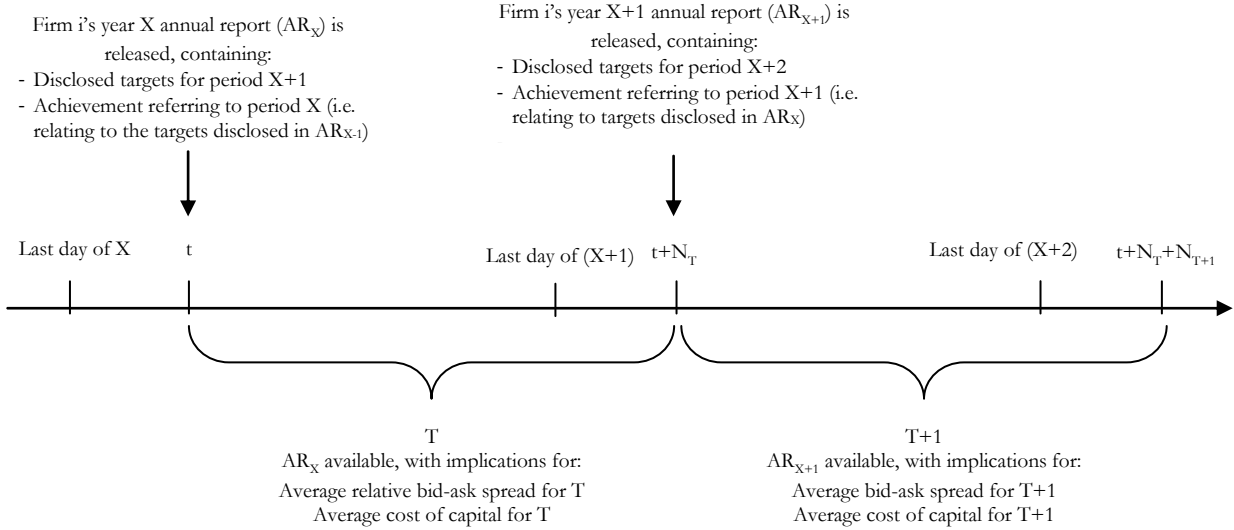 Firm i's year X annual report (AR_X) is
released, containing:
- Disclosed targets for period X+1
- Achievement referring to period X (i.e.
relating to the targets disclosed in AR_X-1)
Firm i's year X+1 annual report (AR_X+1) is
released, containing:
- Disclosed targets for period X+2
- Achievement referring to period X+1 (i.e.
relating to targets disclosed in AR_X)
Last day of X
t
Last day of (X+1)
t+N_T
Last day of (X+2)
t+N_T+N_T+1
T
AR_X available, with implications for:
Average relative bid-ask spread for T
Average cost of capital for T
T+1
AR_X+1 available, with implications for:
Average bid-ask spread for T+1
Average cost of capital for T+1